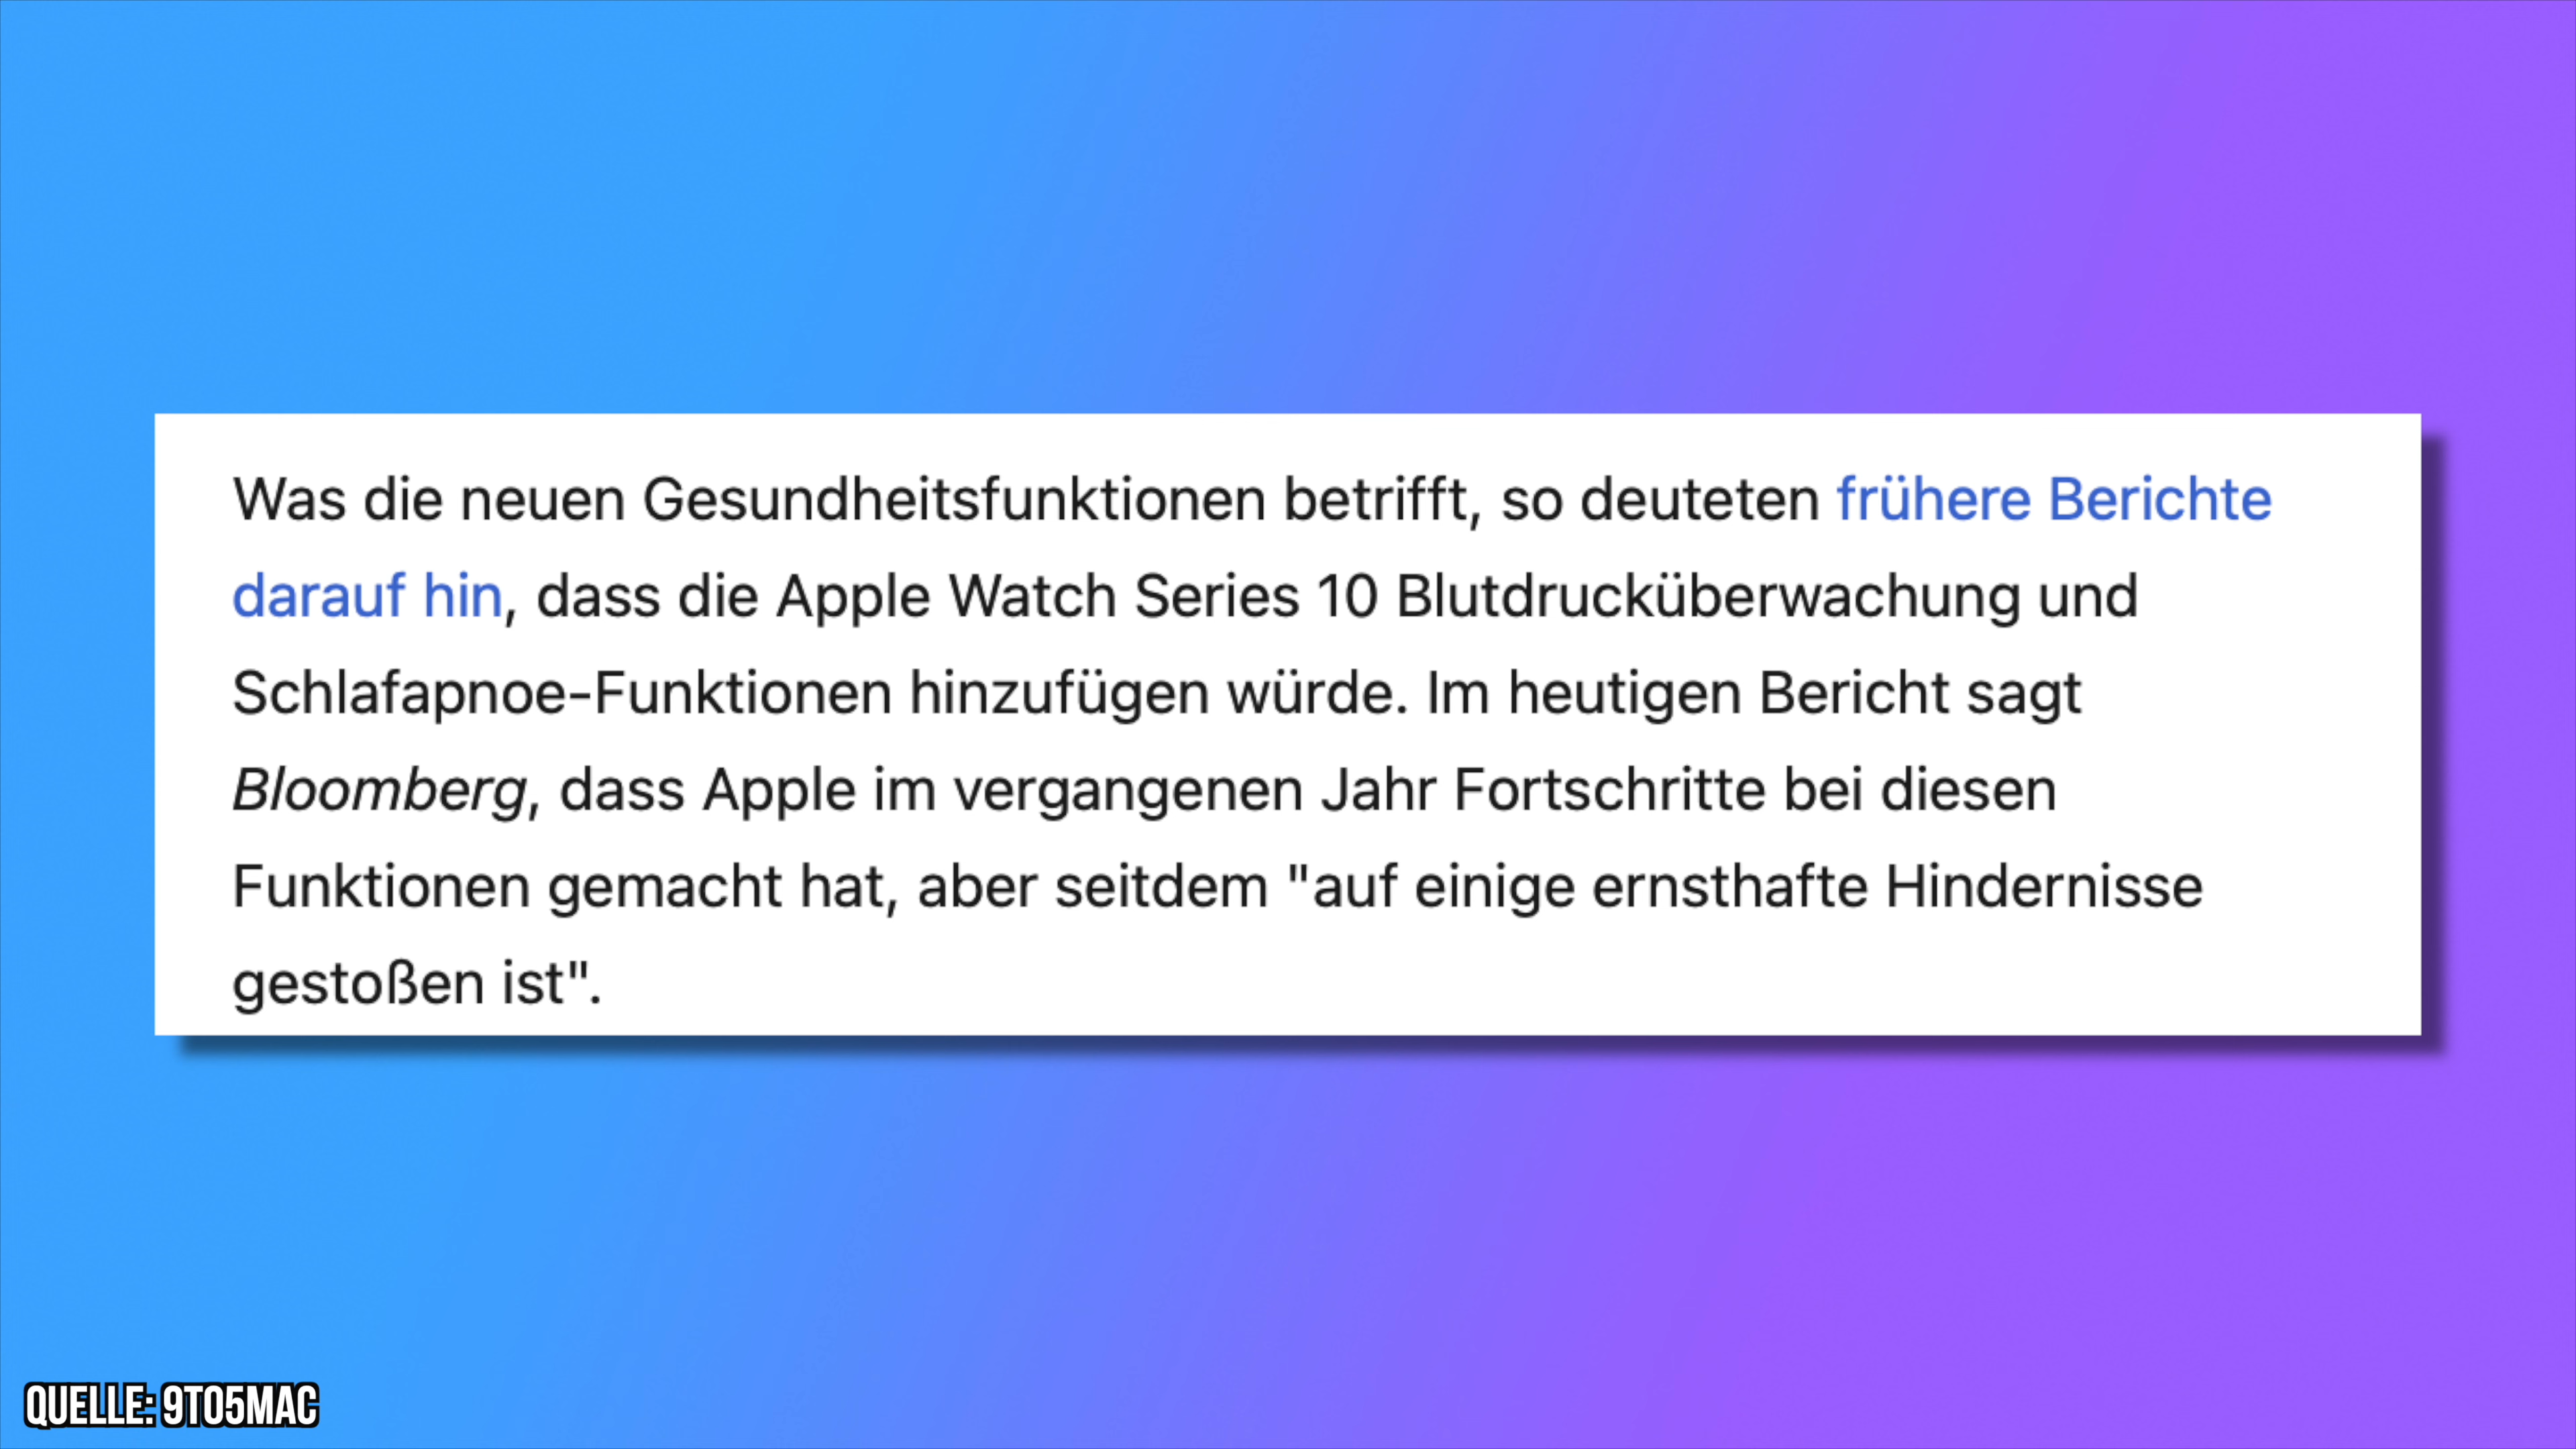 Was die neuen Gesundheitsfunktionen betrifft, so deuteten frühere Berichte
darauf hin, dass die Apple Watch Series 10 Blutdrucküberwachung und
Schlafapnoe-Funktionen hinzufügen würde. Im heutigen Bericht sagt
Bloomberg, dass Apple im vergangenen Jahr Fortschritte bei diesen
Funktionen gemacht hat, aber seitdem "auf einige ernsthafte Hindernisse
gestoßen ist".
QUELLE: 9TO5MAC